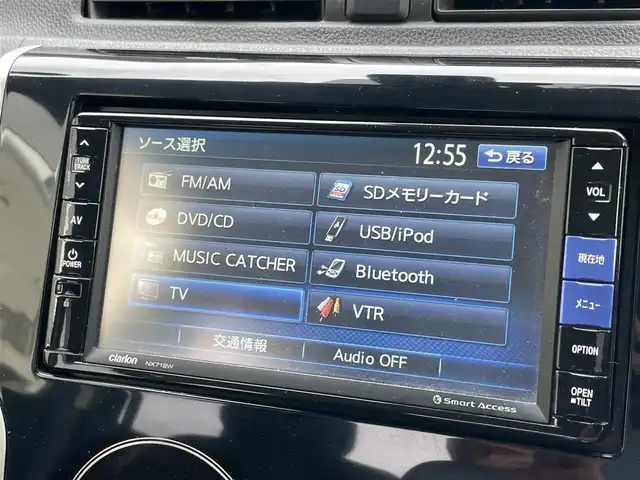 ソース選択
12:55
戻る
FM/AM
SDメモリーカード
DVD/CD
USB/iPod
MUSIC CATCHER
Bluetooth
TV
VTR
交通情報
Audio OFF
clarion
NX712W
Smart Access
TUNE
TRACK
AV
POWER
VOL
現在地
メニュー
OPTION
OPEN
TILT